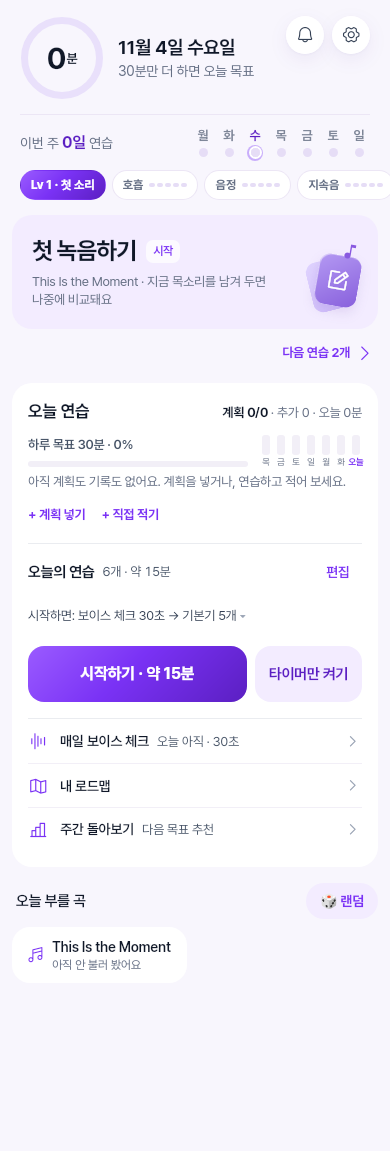 0분
11월 4일 수요일
30분만 더 하면 오늘 목표
이번 주 0일 연습
월 화 수 목 금 토 일
Lv 1 · 첫 소리
호흡
음정
지속음
첫 녹음하기 시작
This Is the Moment · 지금 목소리를 남겨 두면
나중에 비교돼요
다음 연습 2개
오늘 연습
계획 0/0 · 추가 0 · 오늘 0분
하루 목표 30분 · 0%
목 금 토 일 월 화 오늘
아직 계획도 기록도 없어요. 계획을 넣거나, 연습하고 적어 보세요.
+ 계획 넣기 + 직접 적기
오늘의 연습 6개 · 약 15분 편집
시작하면: 보이스 체크 30초 → 기본기 5개
시작하기 · 약 15분
타이머만 켜기
매일 보이스 체크 오늘 아직 · 30초
내 로드맵
주간 돌아보기 다음 목표 추천
오늘 부를 곡
🎲 랜덤
This Is the Moment
아직 안 불러 봤어요